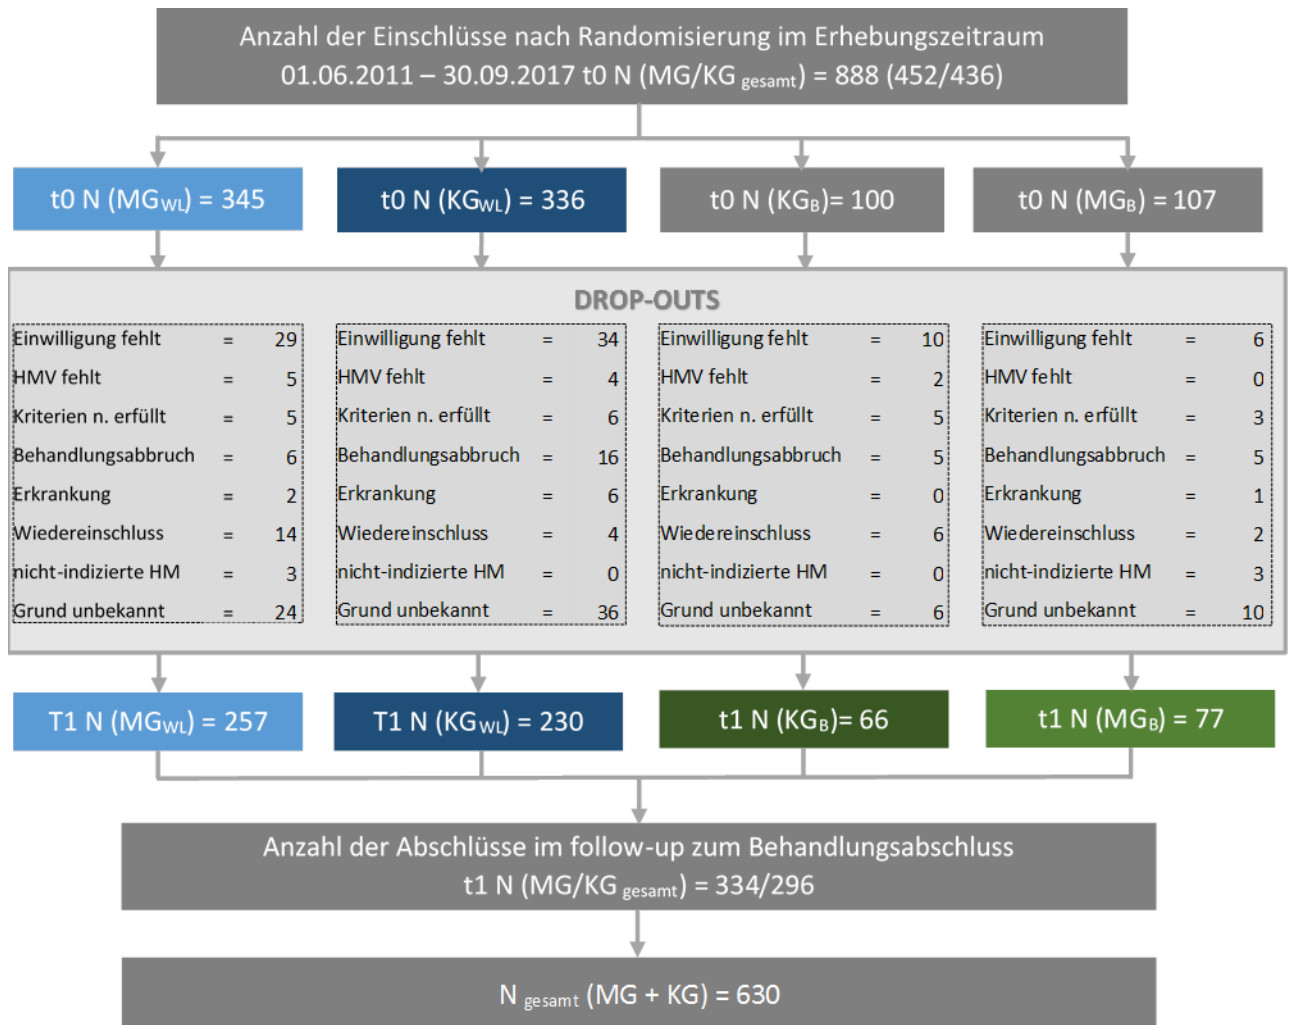 Anzahl der Einschlüsse nach Randomisierung im Erhebungszeitraum
01.06.2011 – 30.09.2017 t0 N (MG/KG gesamt) = 888 (452/436)
t0 N (MGWL) = 345
t0 N (KGWL) = 336
t0 N (KGB)= 100
t0 N (MGB) = 107
DROP-OUTS
Einwilligung fehlt = 29
HMV fehlt = 5
Kriterien n. erfüllt = 5
Behandlungsabbruch = 6
Erkrankung = 2
Wiedereinschluss = 14
nicht-indizierte HM = 3
Grund unbekannt = 24
Einwilligung fehlt = 34
HMV fehlt = 4
Kriterien n. erfüllt = 6
Behandlungsabbruch = 16
Erkrankung = 6
Wiedereinschluss = 4
nicht-indizierte HM = 0
Grund unbekannt = 36
Einwilligung fehlt = 10
HMV fehlt = 2
Kriterien n. erfüllt = 5
Behandlungsabbruch = 5
Erkrankung = 0
Wiedereinschluss = 6
nicht-indizierte HM = 0
Grund unbekannt = 6
Einwilligung fehlt = 6
HMV fehlt = 0
Kriterien n. erfüllt = 3
Behandlungsabbruch = 5
Erkrankung = 1
Wiedereinschluss = 2
nicht-indizierte HM = 3
Grund unbekannt = 10
T1 N (MGWL) = 257
T1 N (KGWL) = 230
t1 N (KGB)= 66
t1 N (MGB) = 77
Anzahl der Abschlüsse im follow-up zum Behandlungsabschluss
t1 N (MG/KG gesamt) = 334/296
N gesamt (MG + KG) = 630